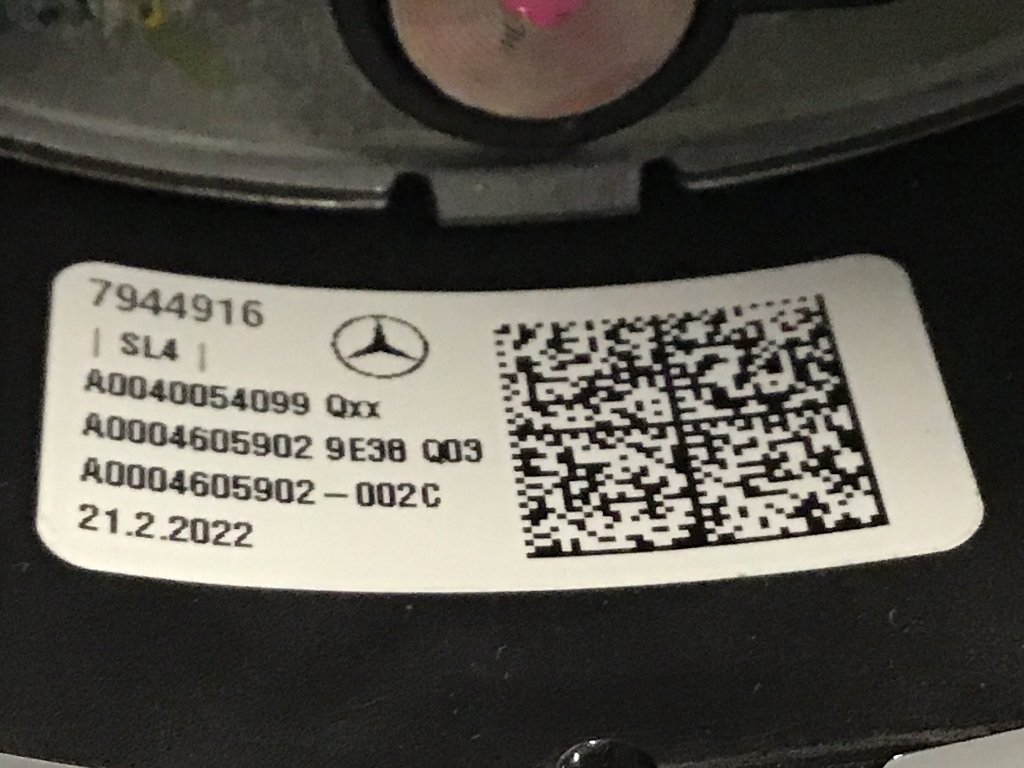 7944916
| SL4 |
A0040054099 Qxx
A0004605902 9E38 Q03
A0004605902-002C
21.2.2022